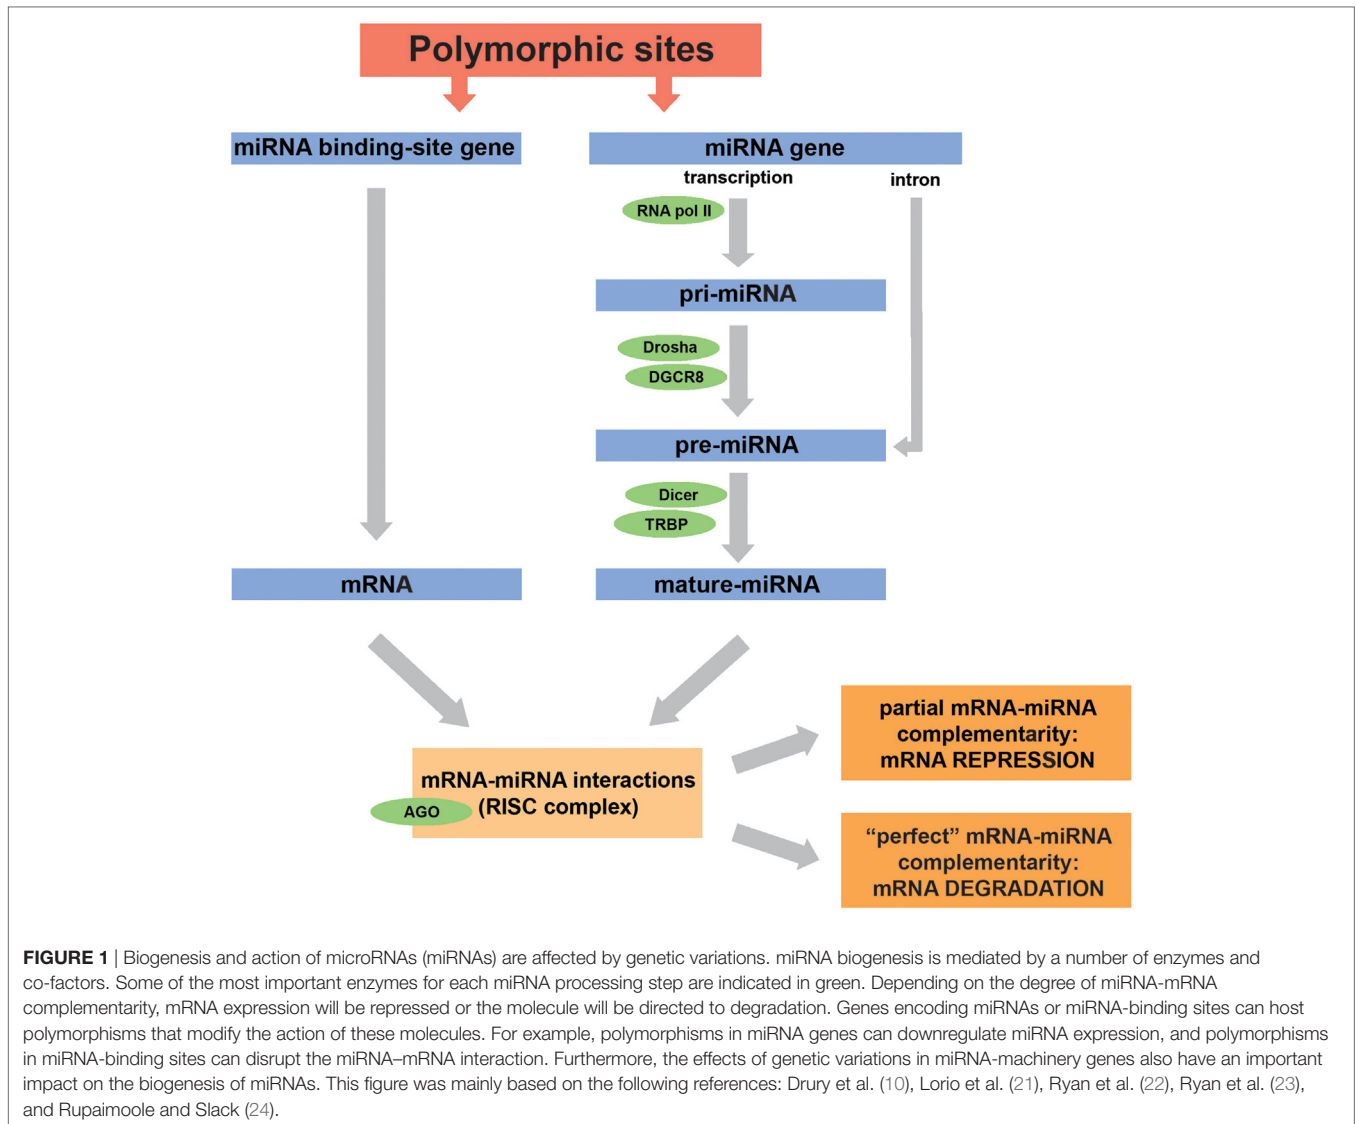 Polymorphic sites
miRNA binding-site gene
miRNA gene
transcription
intron
RNA pol II
pri-miRNA
Drosha
DGCR8
pre-miRNA
Dicer
TRBP
mRNA
mature-miRNA
mRNA-miRNA interactions
(RISC complex)
AGO
partial mRNA-miRNA
complementarity:
mRNA REPRESSION
“perfect” mRNA-miRNA
complementarity:
mRNA DEGRADATION
FIGURE 1 | Biogenesis and action of microRNAs (miRNAs) are affected by genetic variations. miRNA biogenesis is mediated by a number of enzymes and
co-factors. Some of the most important enzymes for each miRNA processing step are indicated in green. Depending on the degree of miRNA-mRNA
complementarity, mRNA expression will be repressed or the molecule will be directed to degradation. Genes encoding miRNAs or miRNA-binding sites can host
polymorphisms that modify the action of these molecules. For example, polymorphisms in miRNA genes can downregulate miRNA expression, and polymorphisms
in miRNA-binding sites can disrupt the miRNA–mRNA interaction. Furthermore, the effects of genetic variations in miRNA-machinery genes also have an important
impact on the biogenesis of miRNAs. This figure was mainly based on the following references: Drury et al. (10), Lorio et al. (21), Ryan et al. (22), Ryan et al. (23),
and Rupaimoole and Slack (24).